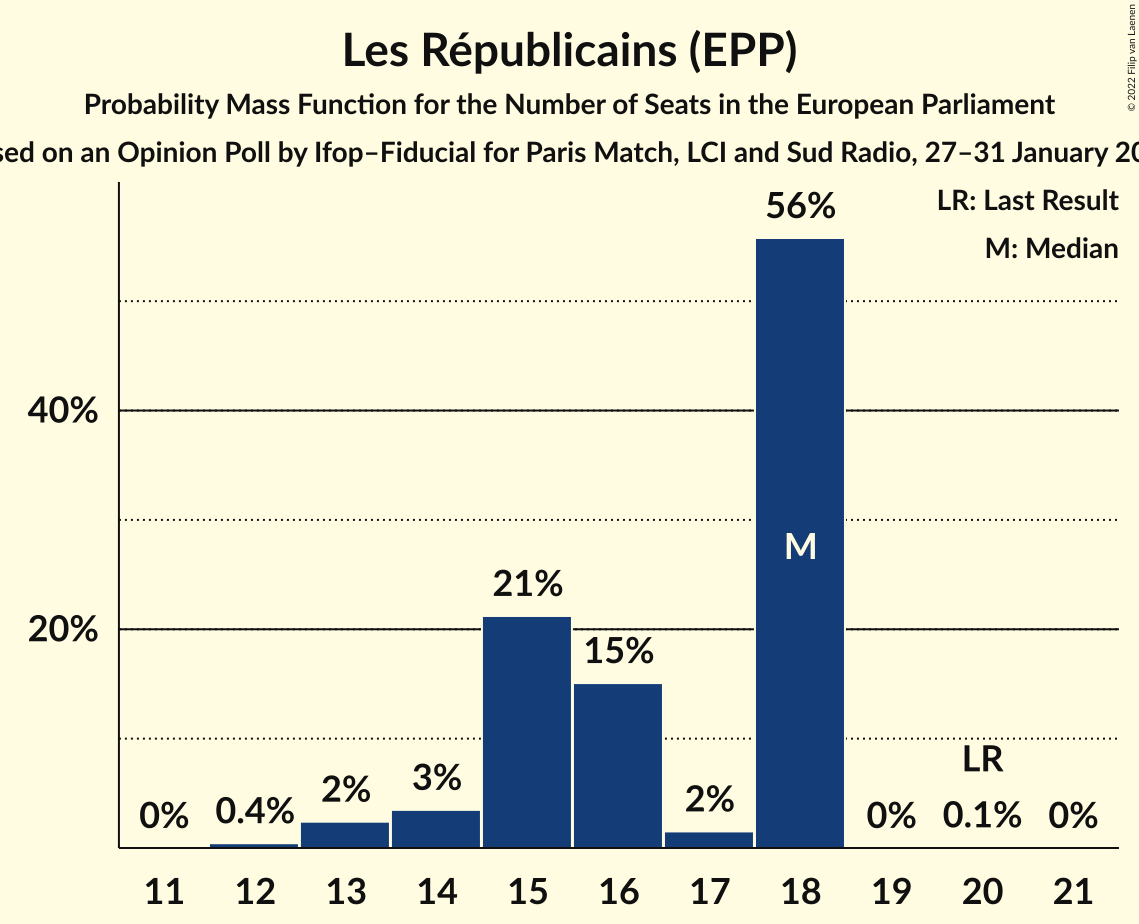 Les Républicains (EPP)
Probability Mass Function for the Number of Seats in the European Parliament
on an Opinion Poll by Ifop–Fiducial for Paris Match, LCI and Sud Radio, 27–31 January
© 2022 Filip van Laenen
LR: Last Result
M: Median
40%
20%
0%
0.4%
2%
3%
21%
15%
2%
56%
M
0%
LR
0.1%
0%
11 12 13 14 15 16 17 18 19 20 21